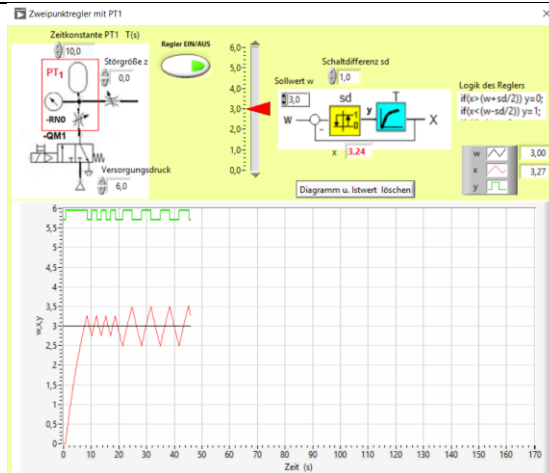 Zweipunktregler mit PT1
Zeitkonstante PT1 T(s)
10,0
PT1
Störgröße z
0,0
-RN0
-QM1
Versorgungsdruck
6,0
Regler EIN/AUS
6,0
5,0
4,0
3,0
2,0
1,0
0,0
Schaltdifferenz sd
1,0
Sollwert w
3,0
sd
T
W
y
X
1
0
x 3,24
Diagramm u. Istwert löschen
Logik des Reglers
if(x>(w+sd/2)) y=0;
if(x<(w-sd/2)) y=1;
w 3,00
x 3,27
y
6
5,5
5
4,5
4
3,5
3
2,5
2
1,5
1
0,5
0
w,x,y
0 10 20 30 40 50 60 70 80 90 100 110 120 130 140 150 160 170
Zeit (s)